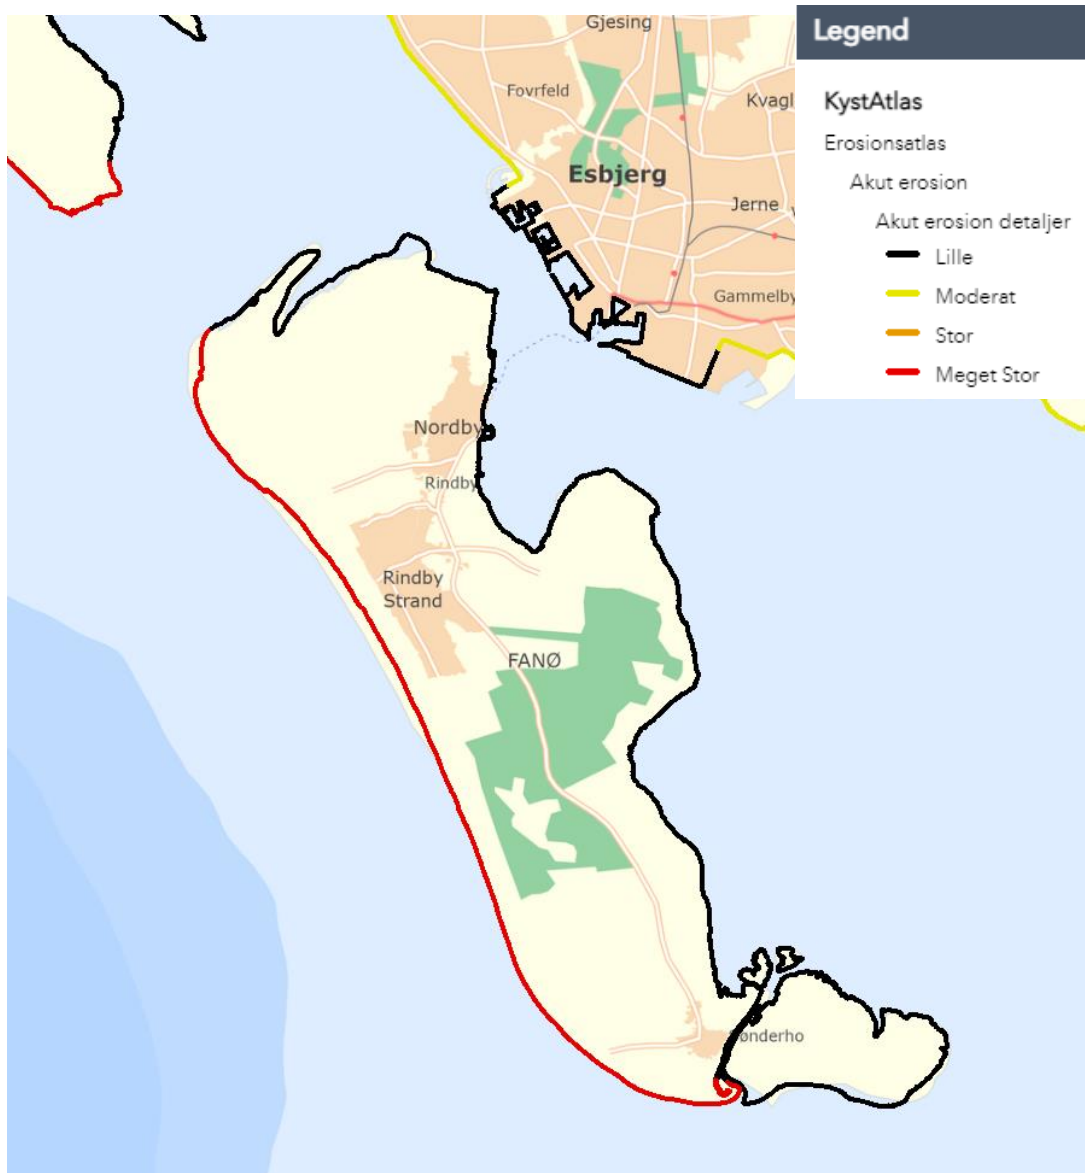 Gjesing
Fovrfeld
Kvagl
Esbjerg
Jerne
Gammelby
Nordby
Rindby
Rindby
Strand
FANØ
Sønderho
Legend
KystAtlas
Erosionsatlas
Akut erosion
Akut erosion detaljer
Lille
Moderat
Stor
Meget Stor